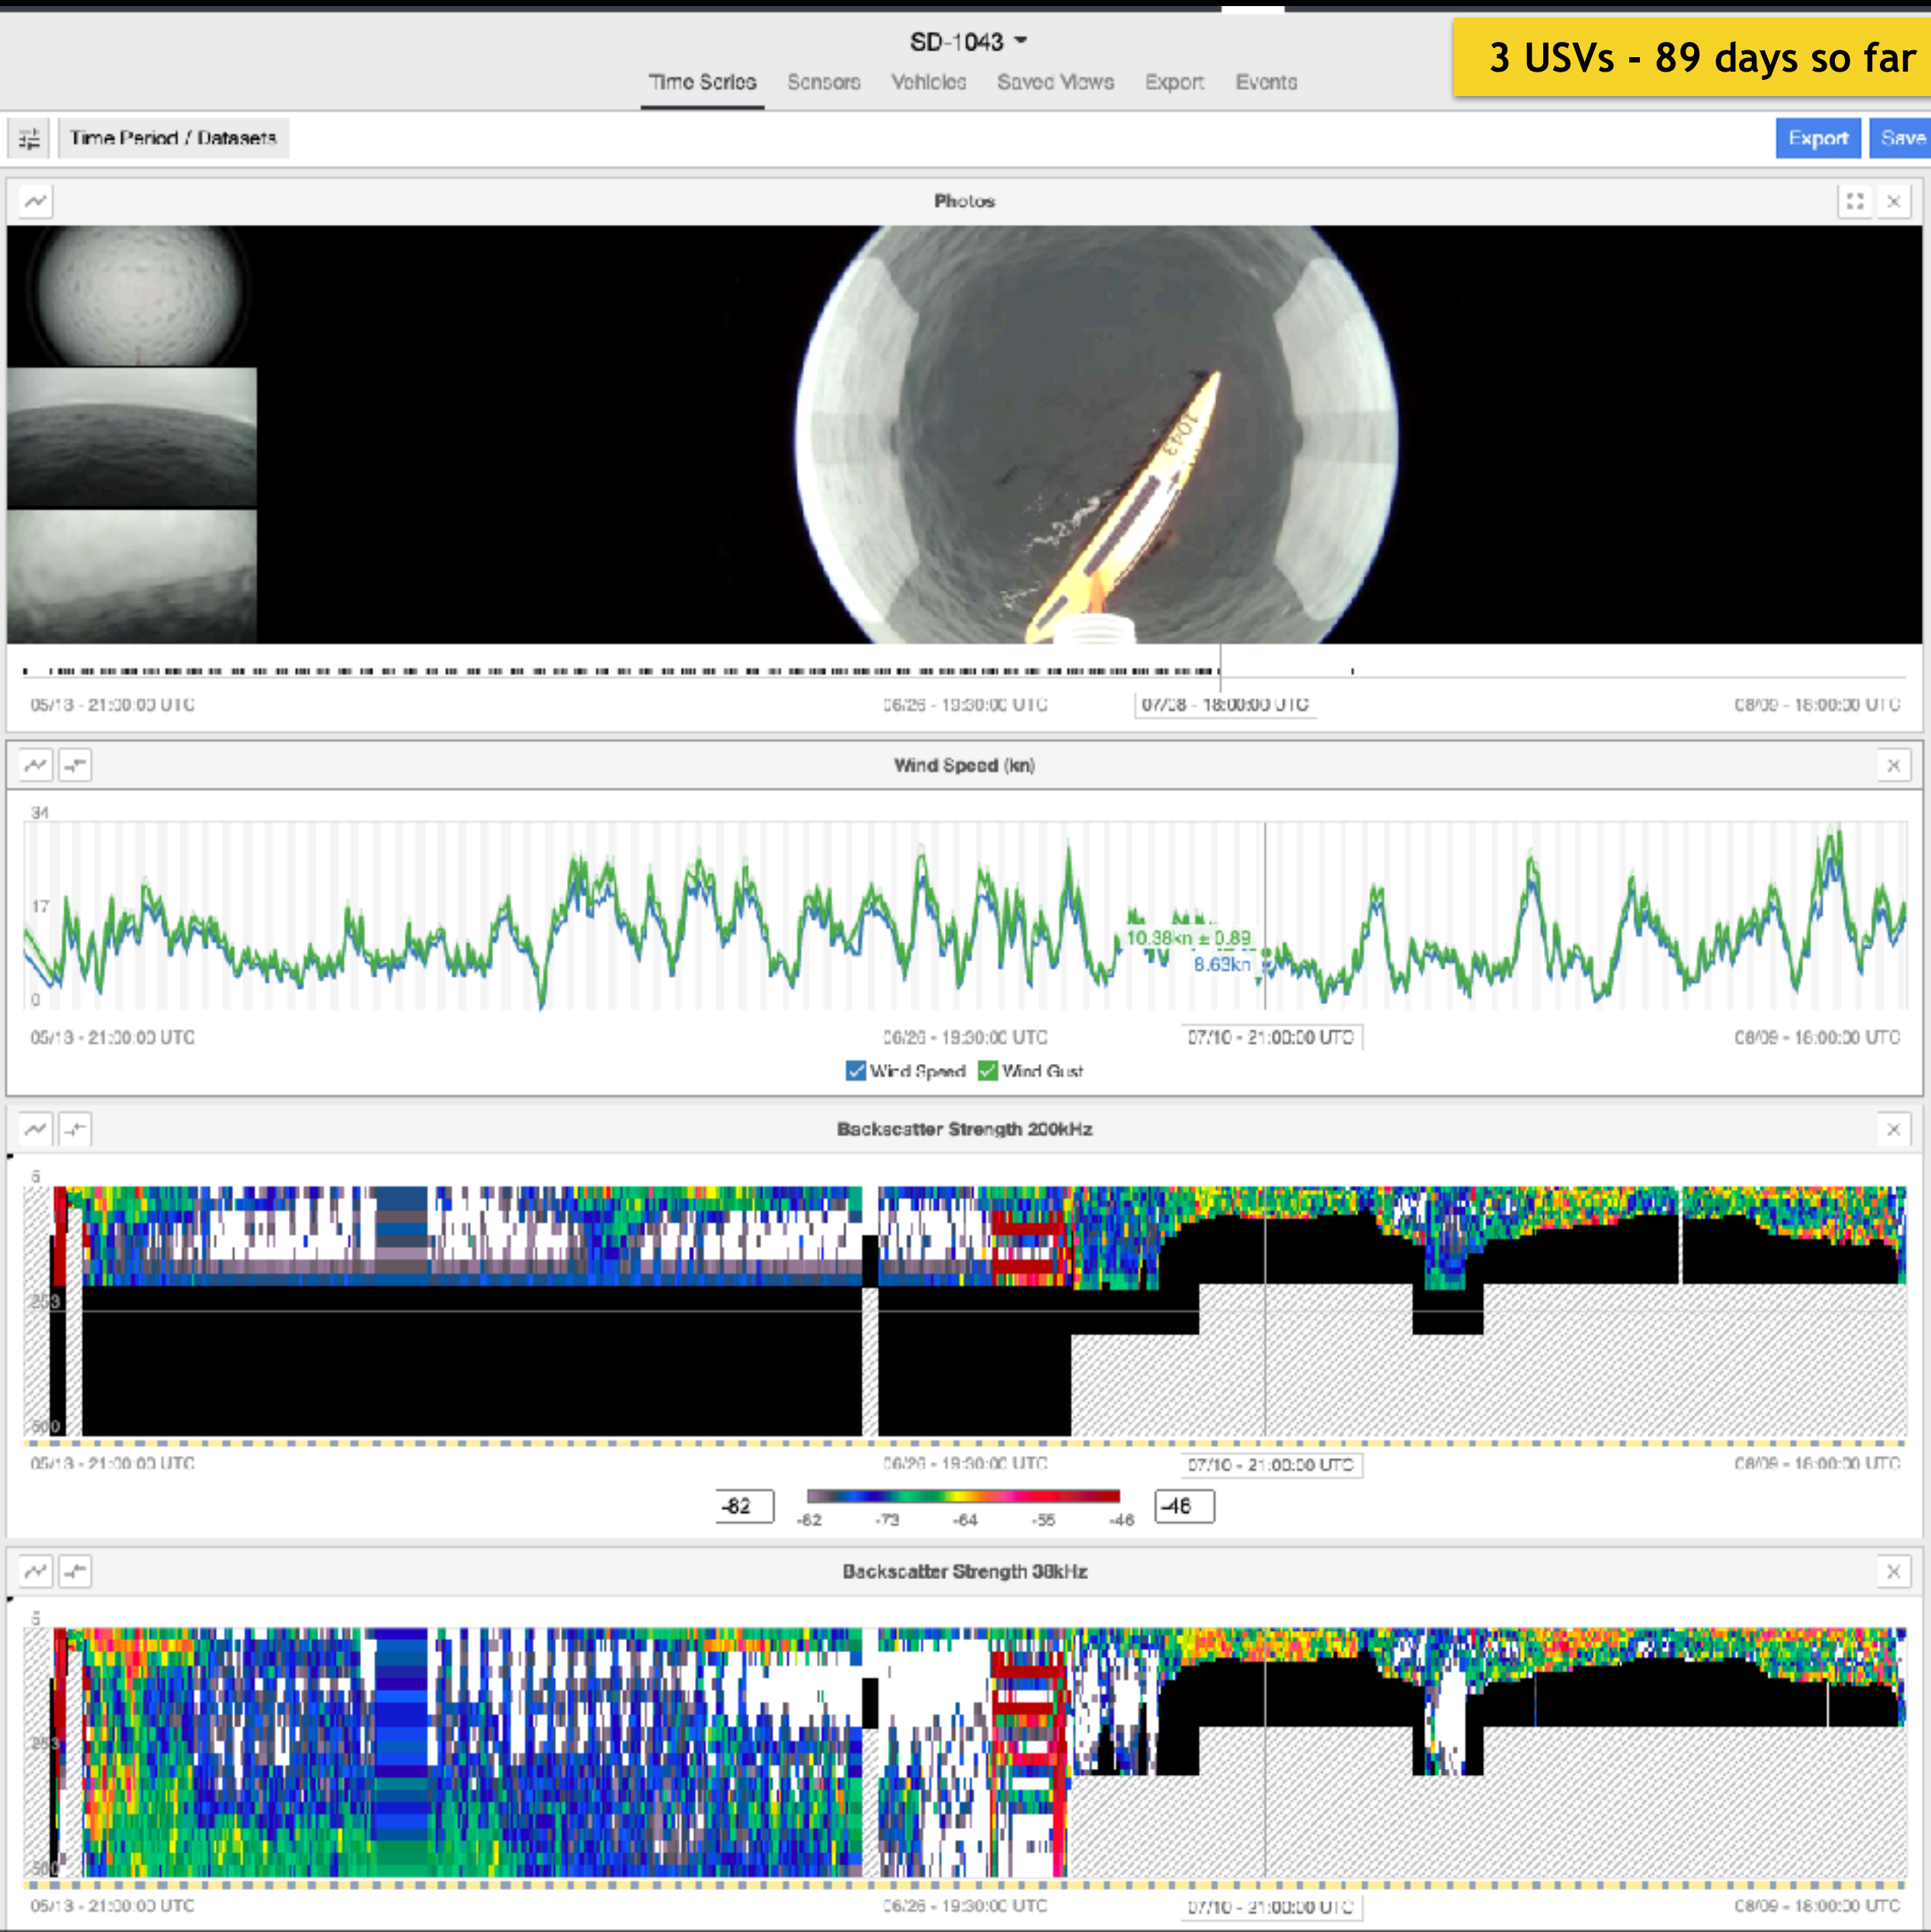 SD-1043
3 USVs - 89 days so far
Time Series Sensors Vehicles Saved Views Export Events
Time Period / Datasets
Export Save
Photos
1043
05/13 - 21:00:00 UTC 06/26 - 19:30:00 UTC 07/08 - 18:00:00 UTC 08/09 - 18:00:00 UTC
Wind Speed (kn)
34
17
10.38kn ± 0.89
8.63kn
0
05/13 - 21:00:00 UTC 06/26 - 19:30:00 UTC 07/10 - 21:00:00 UTC 08/09 - 18:00:00 UTC
Wind Speed Wind Gust
Backscatter Strength 200kHz
5
253
500
05/13 - 21:00:00 UTC 06/26 - 19:30:00 UTC 07/10 - 21:00:00 UTC 08/09 - 18:00:00 UTC
-82 -46
-82 -73 -64 -55 -46
Backscatter Strength 38kHz
5
253
500
05/13 - 21:00:00 UTC 06/26 - 19:30:00 UTC 07/10 - 21:00:00 UTC 08/09 - 18:00:00 UTC